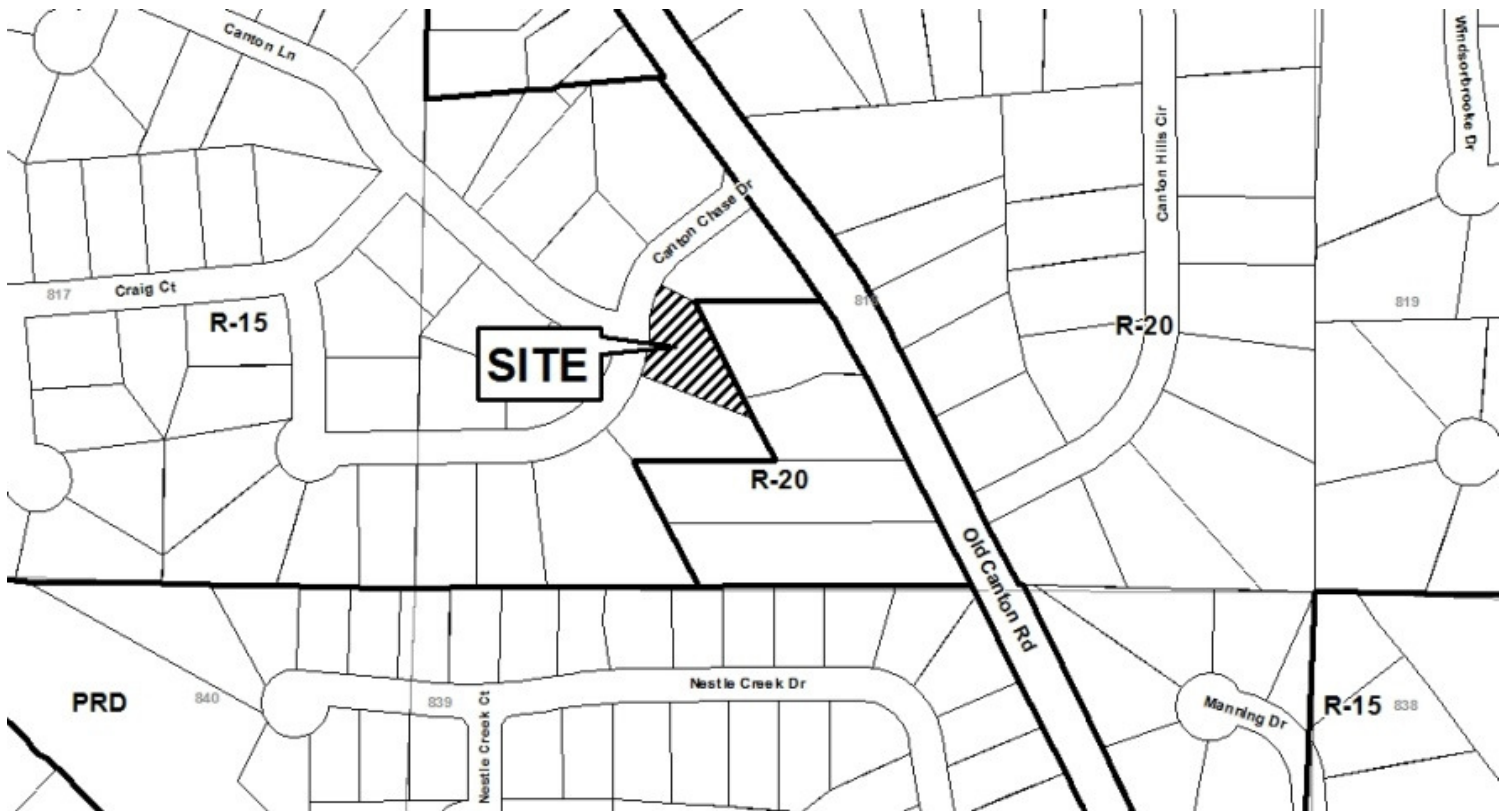 Canton Ln
Windsorbrooke Dr
Canton Hills Cir
Canton Chase Dr
817
Craig Ct
819
R-15
R-20
SITE
R-20
Old Canton Rd
PRD
840
839
Nestle Creek Ct
Nestle Creek Dr
Manning Dr
R-15
838